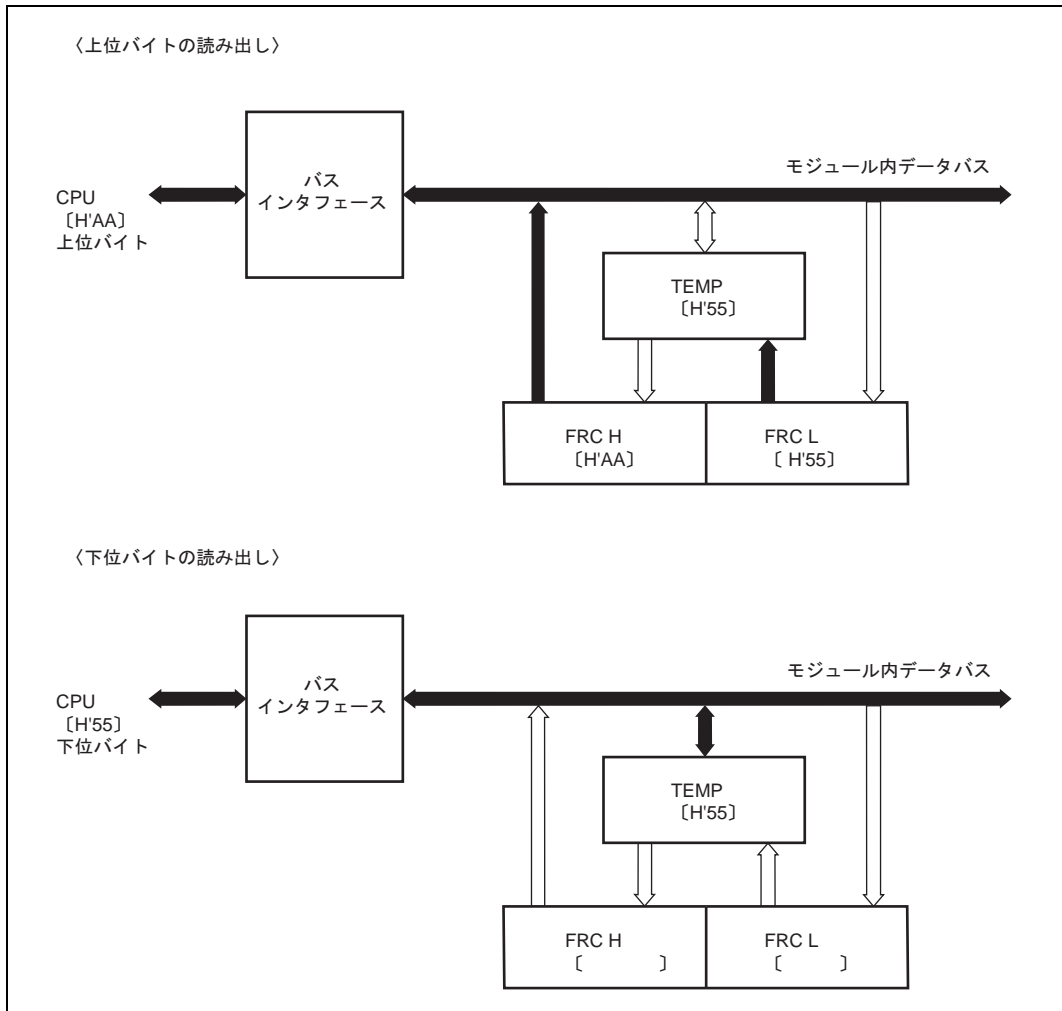 〈上位バイトの読み出し〉
モジュール内データバス
バス
インタフェース
CPU
〔H'AA〕
上位バイト
TEMP
〔H'55〕
FRC H
〔H'AA〕
FRC L
〔 H'55〕
〈下位バイトの読み出し〉
モジュール内データバス
バス
インタフェース
CPU
〔H'55〕
下位バイト
TEMP
〔H'55〕
FRC H
〔 〕
FRC L
〔 〕